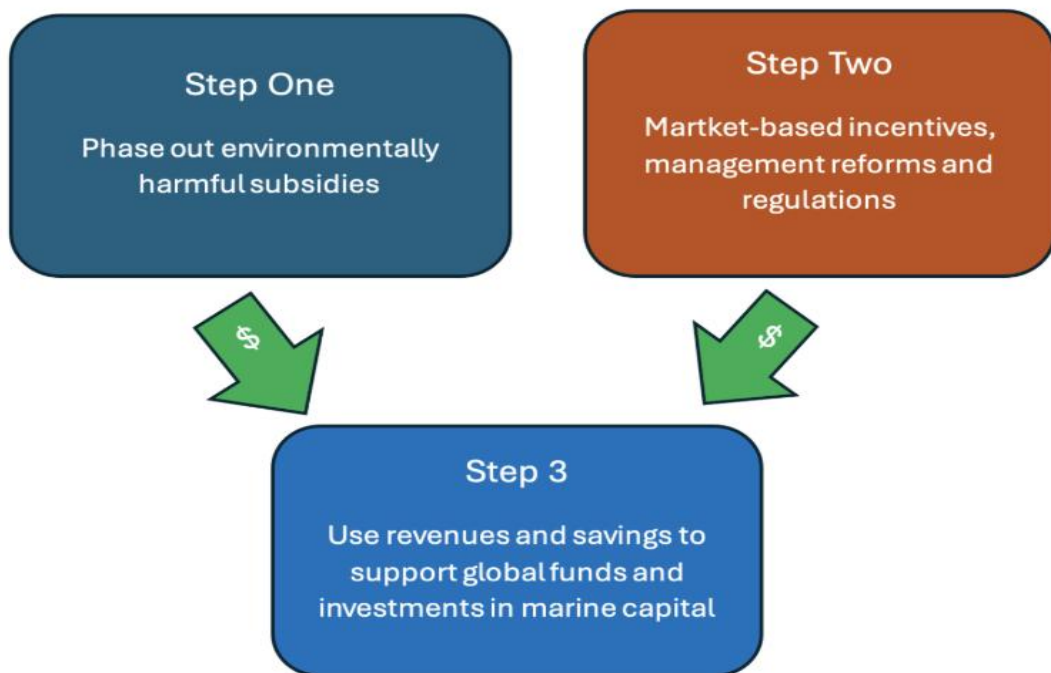 Step One
Phase out environmentally
harmful subsidies
Step Two
Martket-based incentives,
management reforms and
regulations
$
$
Step 3
Use revenues and savings to
support global funds and
investments in marine capital